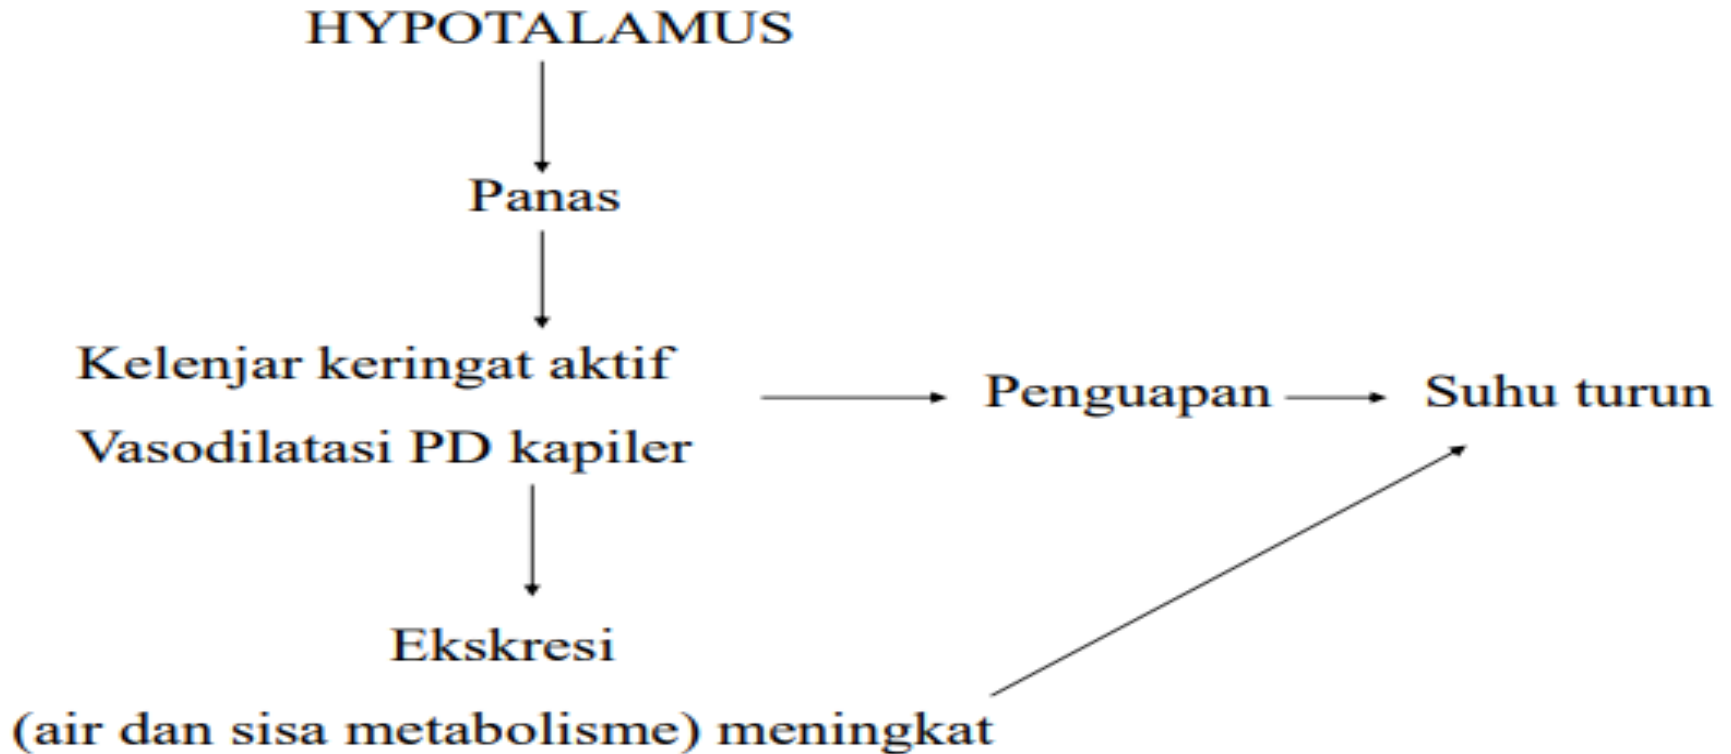 HYPOTALAMUS
Panas
Kelenjar keringat aktif
Vasodilatasi PD kapiler
Penguapan
Suhu turun
Ekskresi
(air dan sisa metabolisme) meningkat